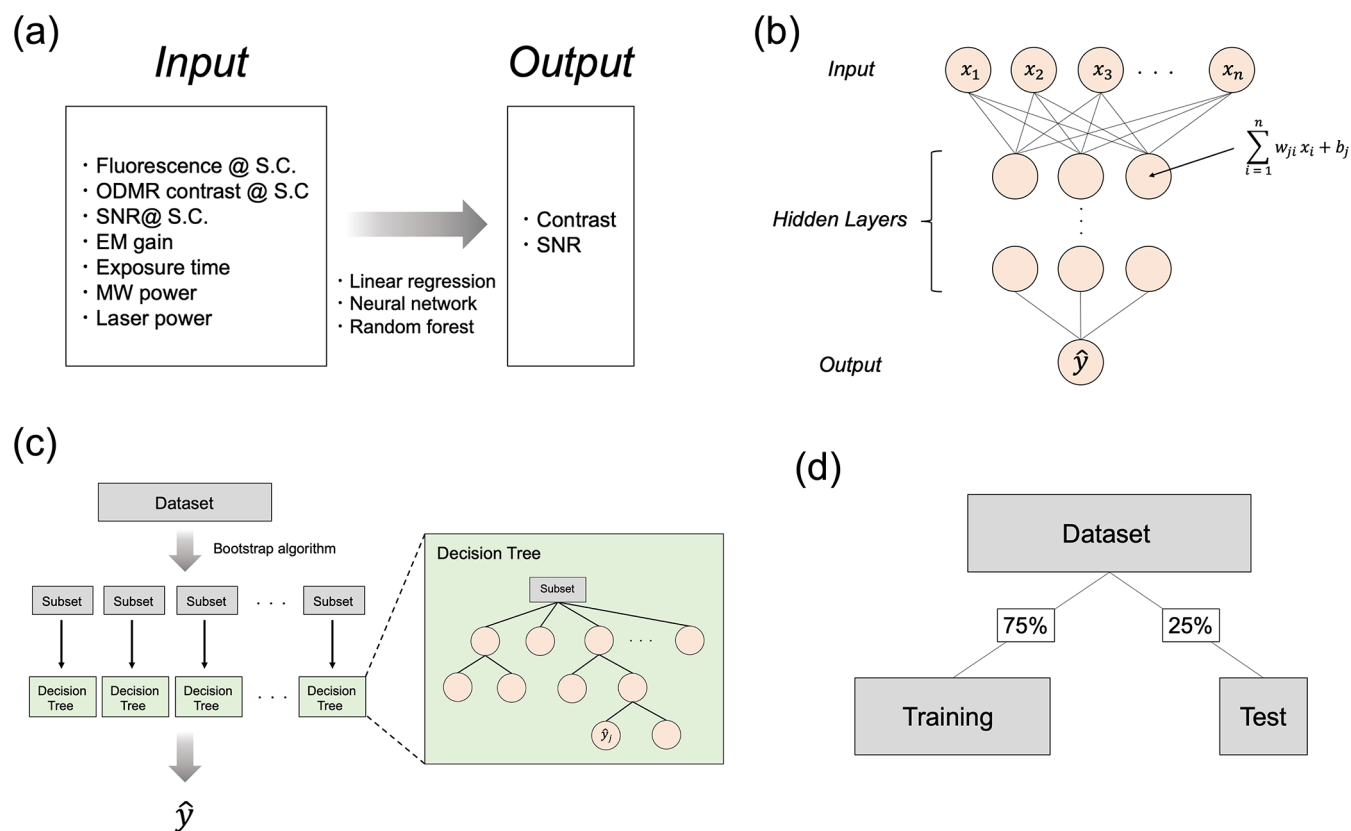 (a)
Input
Output
・Fluorescence @ S.C.
・ODMR contrast @ S.C
・SNR@ S.C.
・EM gain
・Exposure time
・MW power
・Laser power
・Linear regression
・Neural network
・Random forest
・Contrast
・SNR
(b)
Input
x₁ x₂ x₃ · · · xₙ
∑ⁿᵢ₌₁ wⱼᵢ xᵢ + bⱼ
Hidden Layers
Output
ŷ
(c)
Dataset
Bootstrap algorithm
Subset Subset Subset · · · Subset
Decision Tree Decision Tree Decision Tree · · · Decision Tree
ŷ
Decision Tree
Subset
· · ·
ŷⱼ
(d)
Dataset
75% 25%
Training Test